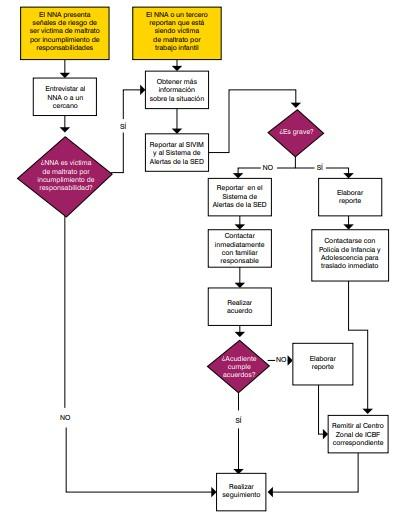 El NNA presenta
señales de riesgo de
ser víctima de maltrato
por incumplimiento de
responsabilidades
El NNA o un tercero
reportan que está
siendo víctima
de maltrato por
trabajo infantil
Entrevistar al
NNA o a un
cercano
Obtener más
información
sobre la situación
SÍ
¿Es grave?
Reportar al SIVIM
y al Sistema de
Alertas de la SED
¿NNA es víctima
de maltrato por
incumplimiento de
responsabilidad?
NO
SÍ
Reportar en el
Sistema de
Alertas de la SED
Elaborar
reporte
Contactar
inmediatamente
con familiar
responsable
Contactarse con
Policía de Infancia y
Adolescencia para
traslado inmediato
Realizar
acuerdo
¿Acudiente
cumple
acuerdos?
NO
Elaborar
reporte
NO
SÍ
Remitir al Centro
Zonal de ICBF
correspondiente
Realizar
seguimiento